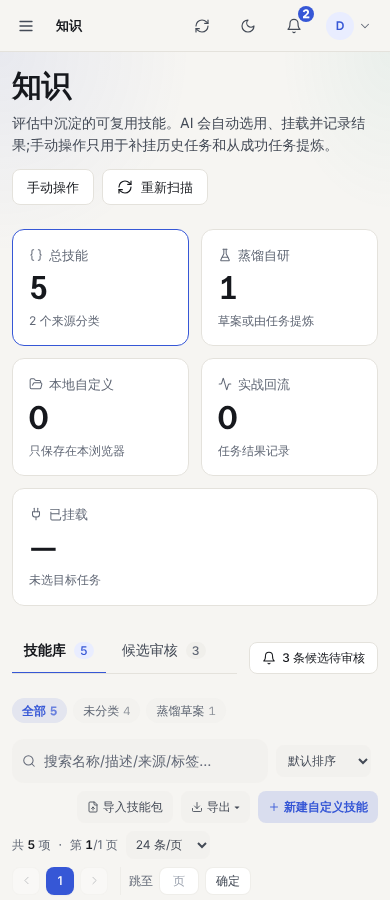 知识
2
D
知识
评估中沉淀的可复用技能。AI 会自动选用、挂载并记录结
果;手动操作只用于补挂历史任务和从成功任务提炼。
手动操作
重新扫描
总技能
5
2 个来源分类
蒸馏自研
1
草案或由任务提炼
本地自定义
0
只保存在本浏览器
实战回流
0
任务结果记录
已挂载
—
未选目标任务
技能库 5
候选审核 3
3 条候选待审核
全部 5
未分类 4
蒸馏草案 1
搜索名称/描述/来源/标签...
默认排序
导入技能包
导出
新建自定义技能
共 5 项 · 第 1/1 页
24 条/页
1
跳至
页
确定